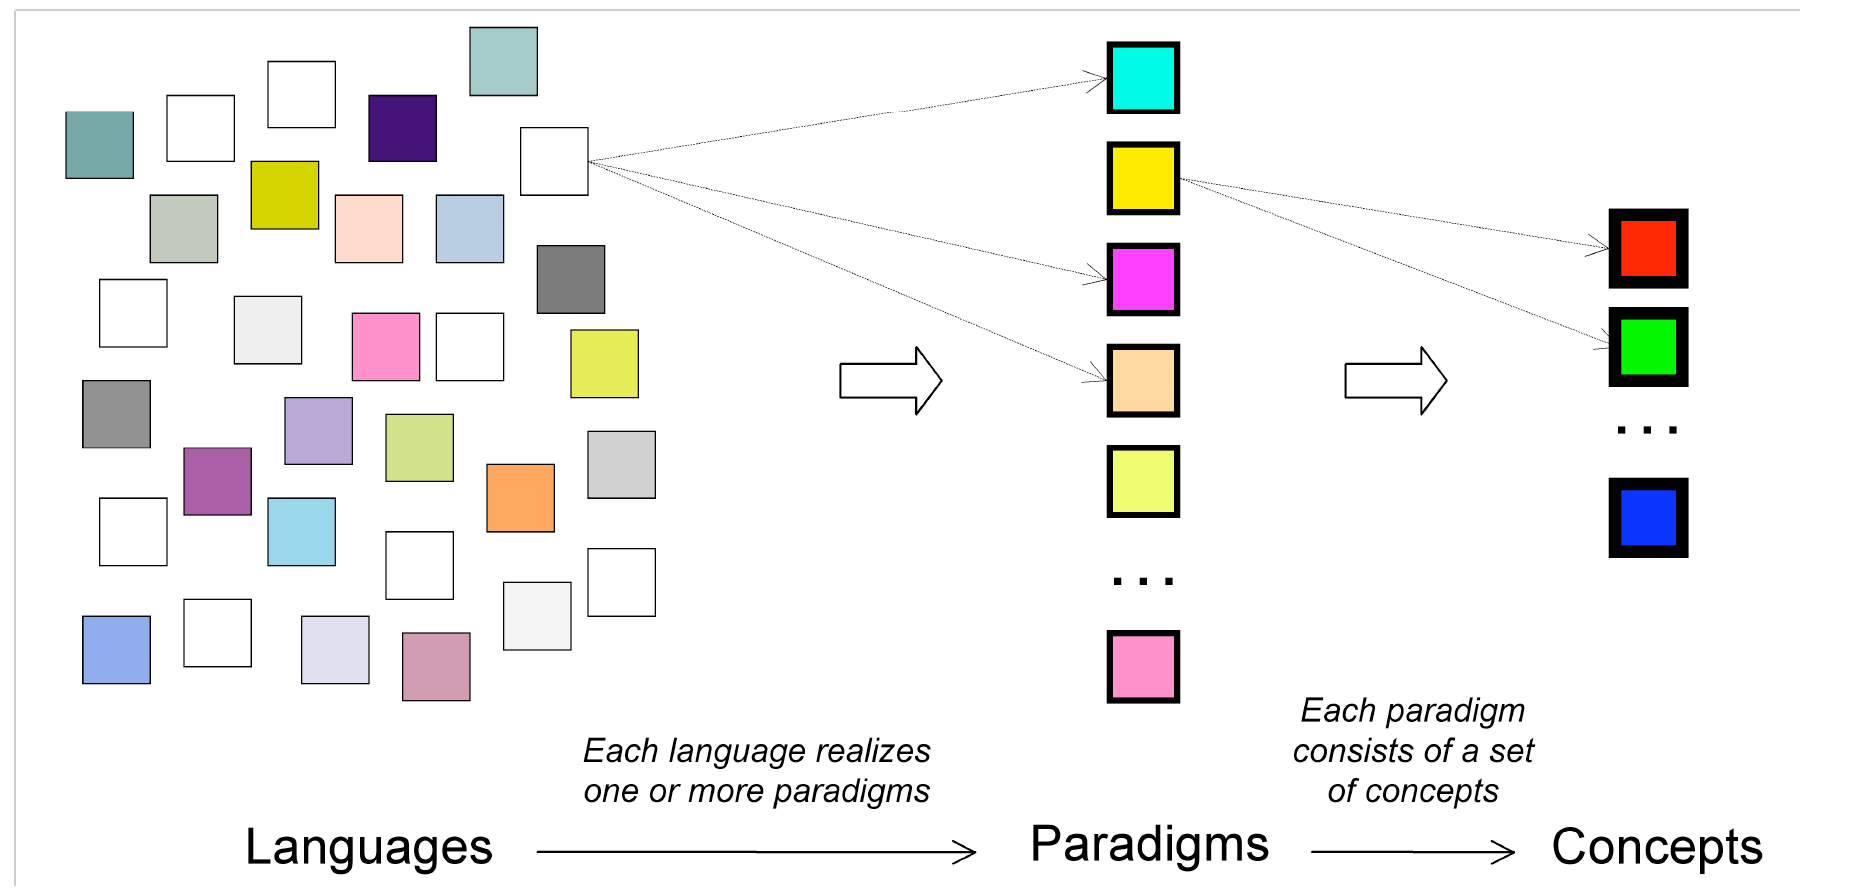 . . .
. . .
Each language realizes
one or more paradigms
Each paradigm
consists of a set
of concepts
Languages
Paradigms
Concepts